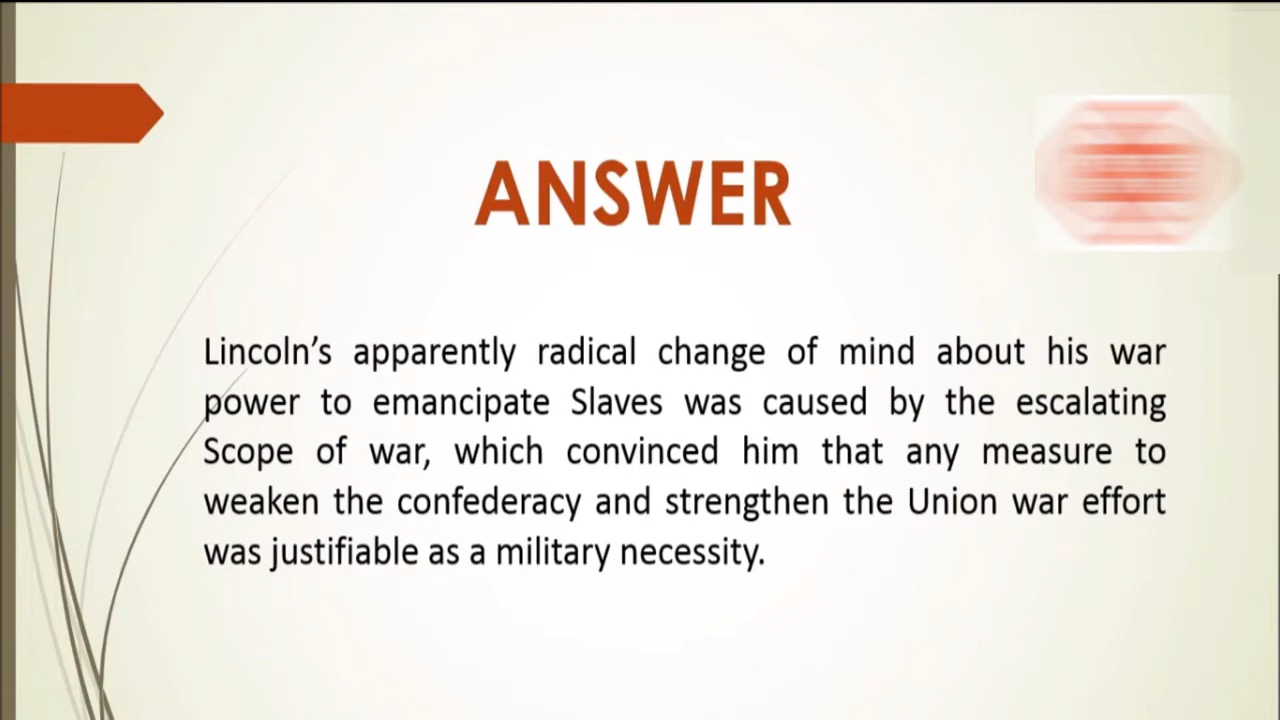 ANSWER
Lincoln’s apparently radical change of mind about his war
power to emancipate Slaves was caused by the escalating
Scope of war, which convinced him that any measure to
weaken the confederacy and strengthen the Union war effort
was justifiable as a military necessity.